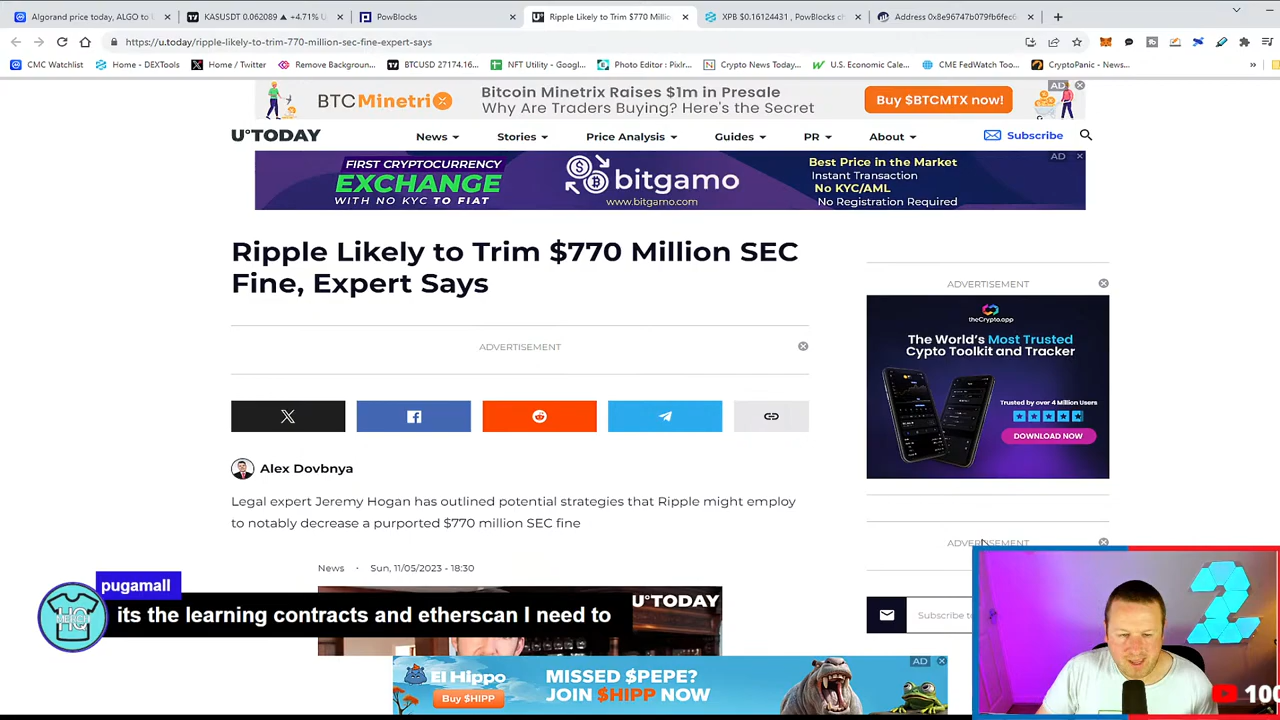 Algorand price today, ALGO to
KASUSDT 0.062089 ▲ +4.71% U
PowBlocks
Ripple Likely to Trim $770 Millio
XPB $0.16124431 , PowBlocks c
Address 0x8e96747b079fb6fec
https://u.today/ripple-likely-to-trim-770-million-sec-fine-expert-says
CMC Watchlist
Home - DEXTools
Home / Twitter
Remove Backgroun...
BTCUSD 27174.16...
NFT Utility - Googl...
Photo Editor : Pixlr...
Crypto News Today...
U.S. Economic Cale...
CME FedWatch Too...
CryptoPanic - News...
BTCMinetrix
Bitcoin Minetrix Raises $1m in Presale
Why Are Traders Buying? Here's the Secret
Buy $BTCMTX now!
AD
U.TODAY
News
Stories
Price Analysis
Guides
PR
About
Subscribe
FIRST CRYPTOCURRENCY
EXCHANGE
WITH NO KYC TO FIAT
bitgamo
www.bitgamo.com
Best Price in the Market
Instant Transaction
No KYC/AML
No Registration Required
AD
Ripple Likely to Trim $770 Million SEC
Fine, Expert Says
ADVERTISEMENT
Alex Dovbnya
Legal expert Jeremy Hogan has outlined potential strategies that Ripple might employ
to notably decrease a purported $770 million SEC fine
News · Sun, 11/05/2023 - 18:30
U.TODAY
ADVERTISEMENT
theCrypto.app
The World's Most Trusted
Cypto Toolkit and Tracker
Trusted by over 4 Million Users
DOWNLOAD NOW
ADVERTISEMENT
Subscribe to
pugamall
its the learning contracts and etherscan I need to
El Hippo
Buy $HIPP
MISSED $PEPE?
JOIN $HIPP NOW
AD
100